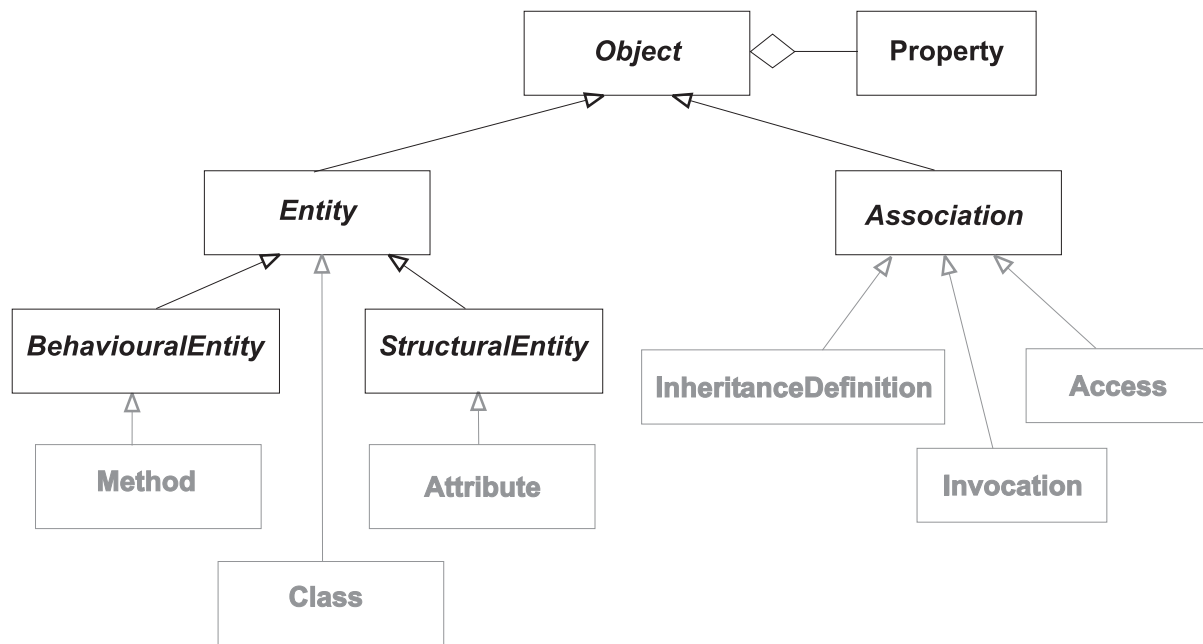 Object
Property
Entity
Association
BehaviouralEntity
StructuralEntity
InheritanceDefinition
Access
Method
Attribute
Invocation
Class